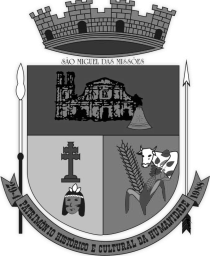 SÃO MIGUEL DAS MISSÕES
PATRIMÔNIO HISTÓRICO E CULTURAL DA HUMANIDADE